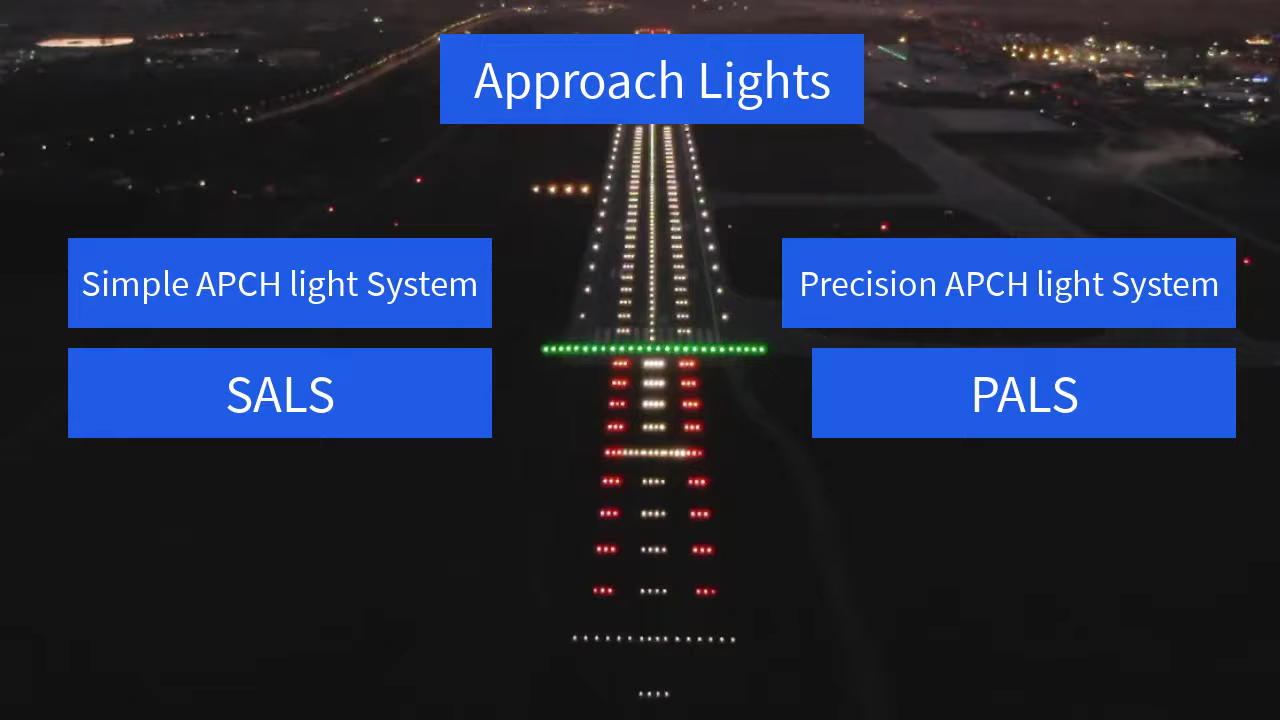 Approach Lights
Simple APCH light System
Precision APCH light System
SALS
PALS